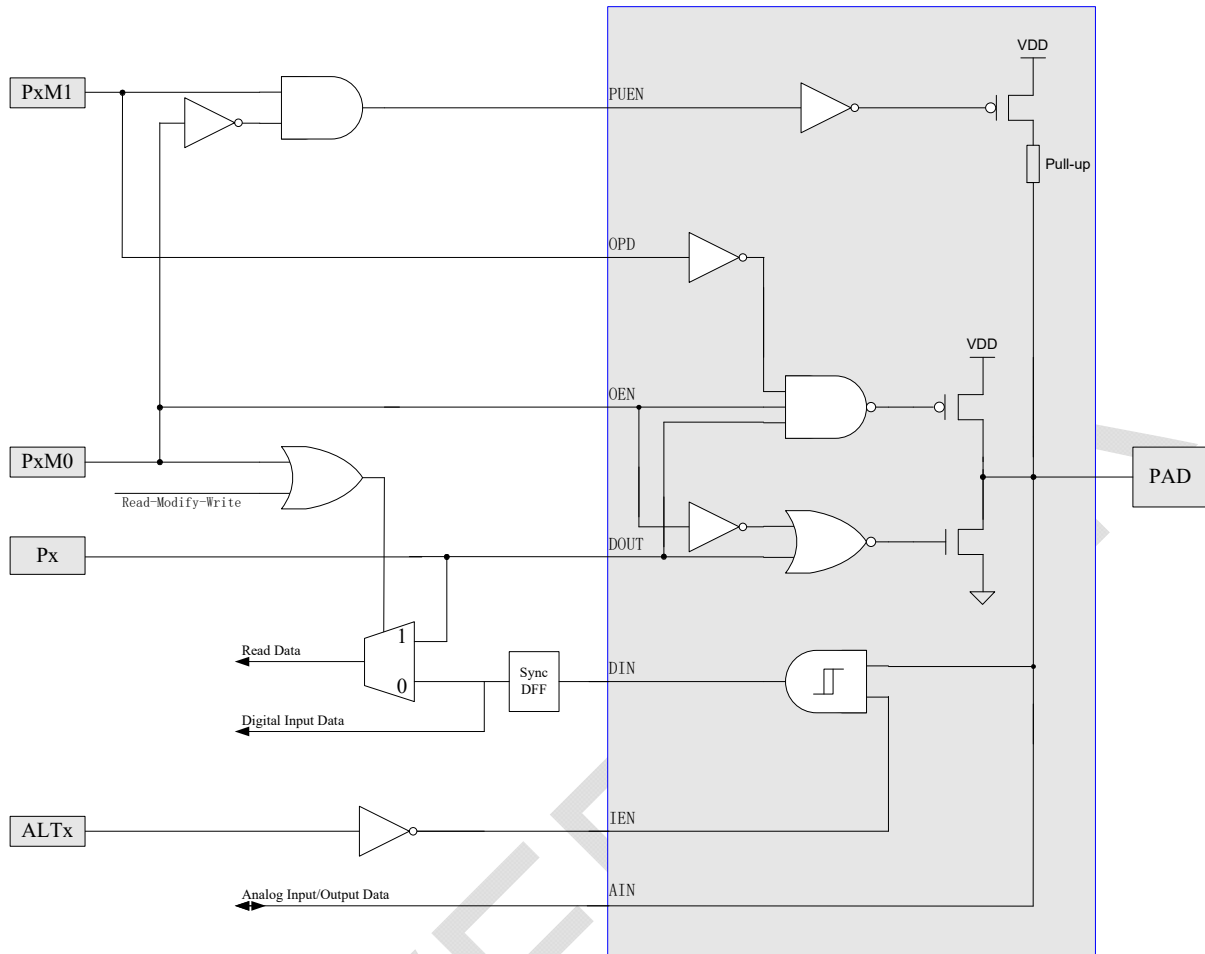 VDD
PxM1
PUEN
Pull-up
OPD
VDD
OEN
PxM0
PAD
Read-Modify-Write
Px
DOUT
1
Read Data
0
Sync
DFF
DIN
Digital Input Data
ALTx
IEN
Analog Input/Output Data
AIN